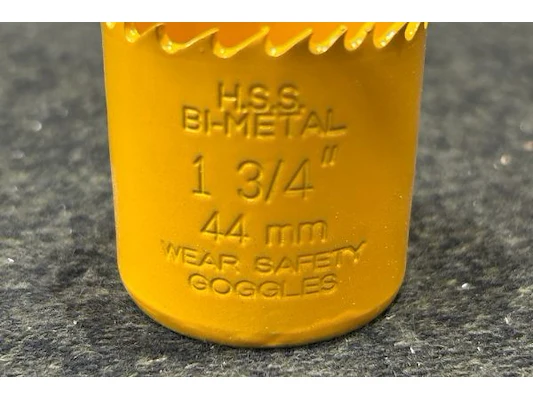 H.S.S.
BI-METAL
1 3/4"
44 mm
WEAR SAFETY
GOGGLES